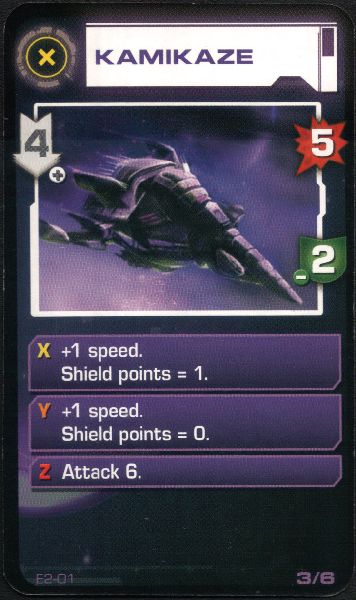 X KAMIKAZE
4
+
5
-2
X +1 speed.
Shield points = 1.
Y +1 speed.
Shield points = 0.
Z Attack 6.
E2-01 3/6